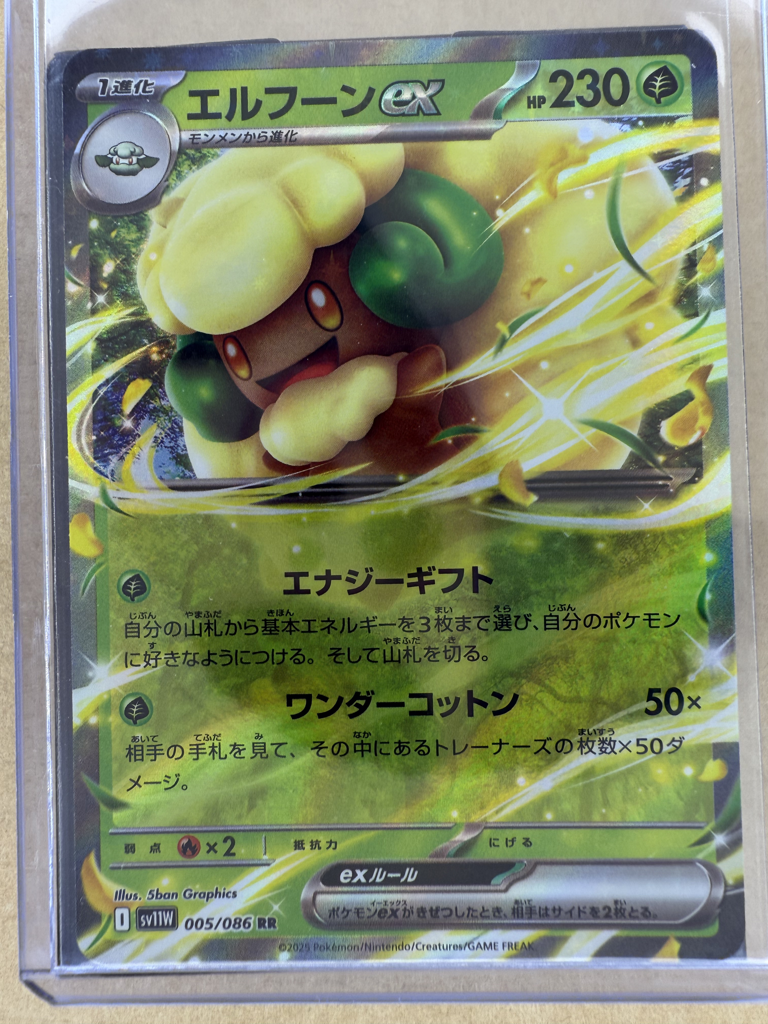 1進化
エルフーンex
HP230
モンメンから進化
エナジーギフト
自分の山札から基本エネルギーを3枚まで選び、自分のポケモン
に好きなようにつける。そして山札を切る。
ワンダーコットン 50×
相手の手札を見て、その中にあるトレーナーズの枚数×50ダ
メージ。
弱点 ×2 抵抗力 にげる
exルール
ポケモンexがきぜつしたとき、相手はサイドを2枚とる。
Illus. 5ban Graphics
I sv11W 005/086 RR
©2025 Pokémon/Nintendo/Creatures/GAME FREAK.